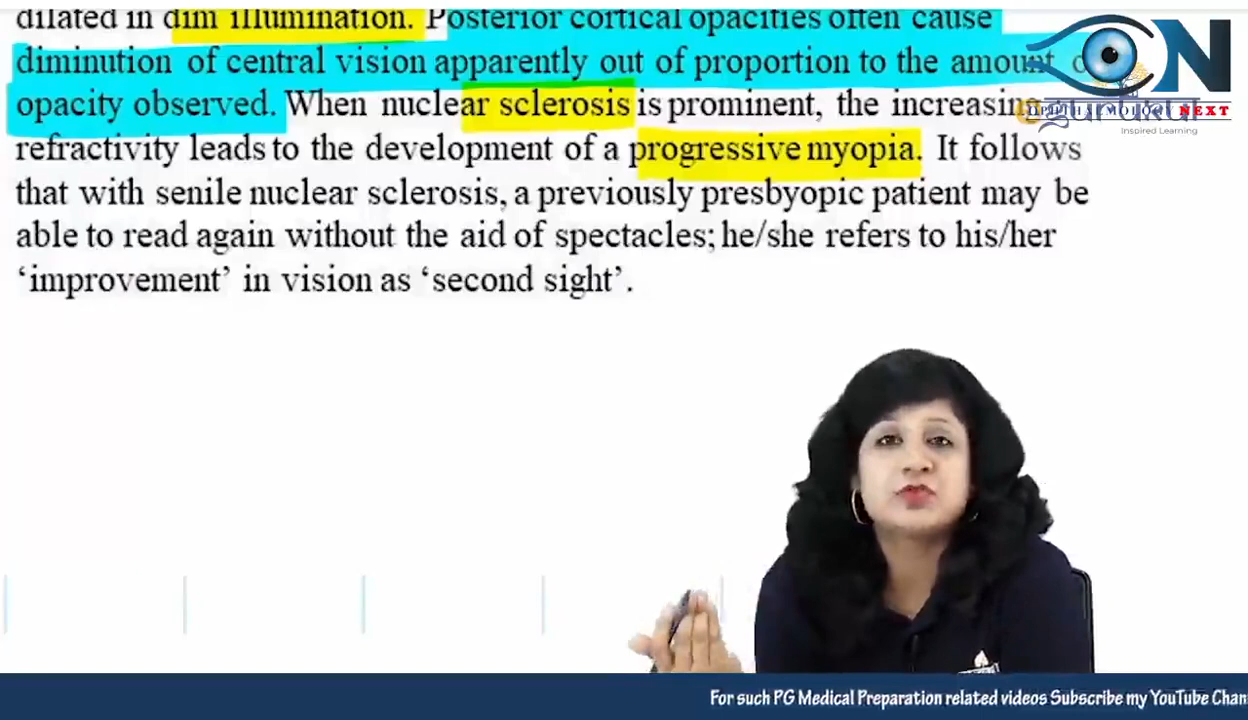 dilated in dim illumination. Posterior cortical opacities often cause
diminution of central vision apparently out of proportion to the amount o
opacity observed. When nuclear sclerosis is prominent, the increasing
refractivity leads to the development of a progressive myopia. It follows
that with senile nuclear sclerosis, a previously presbyopic patient may be
able to read again without the aid of spectacles; he/she refers to his/her
‘improvement’ in vision as ‘second sight’.
ON
NEXT
Inspired Learning
For such PG Medical Preparation related videos Subscribe my YouTube Chan